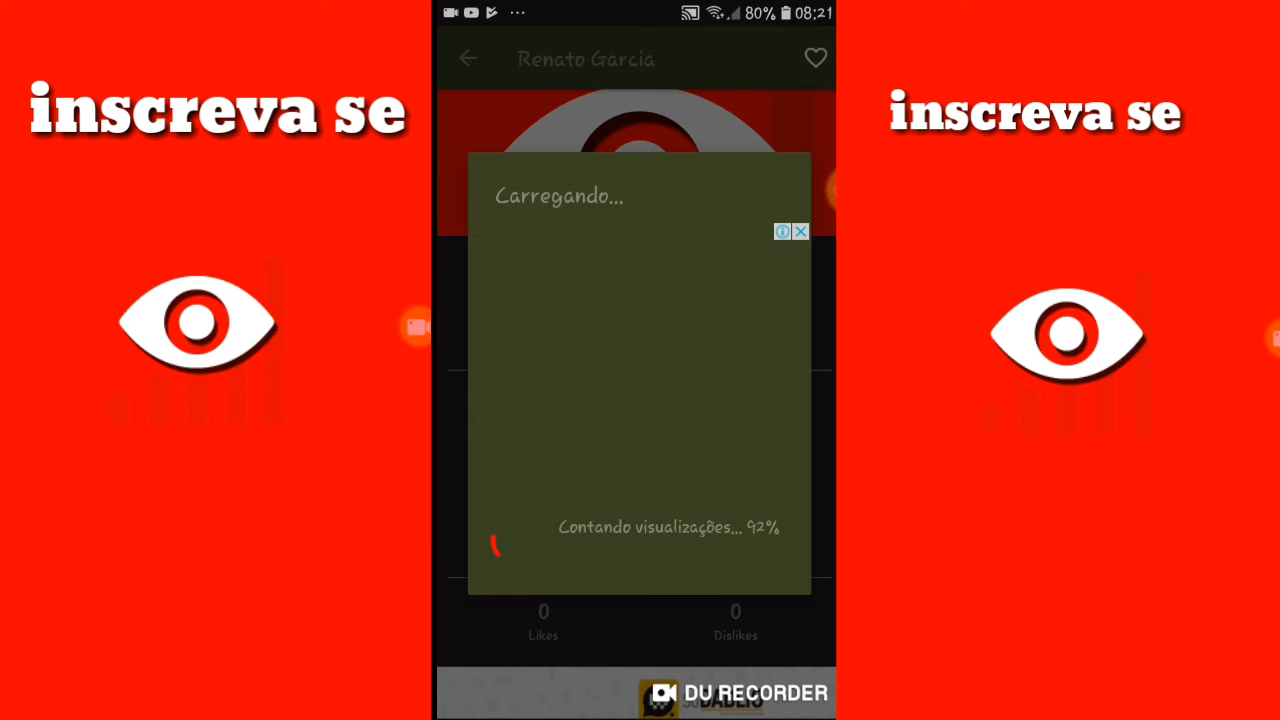 80% 08:21
inscreva se
Renato Garcia
inscreva se
Carregando...
Contando visualizações... 92%
0
0
Likes
Dislikes
DU RECORDER